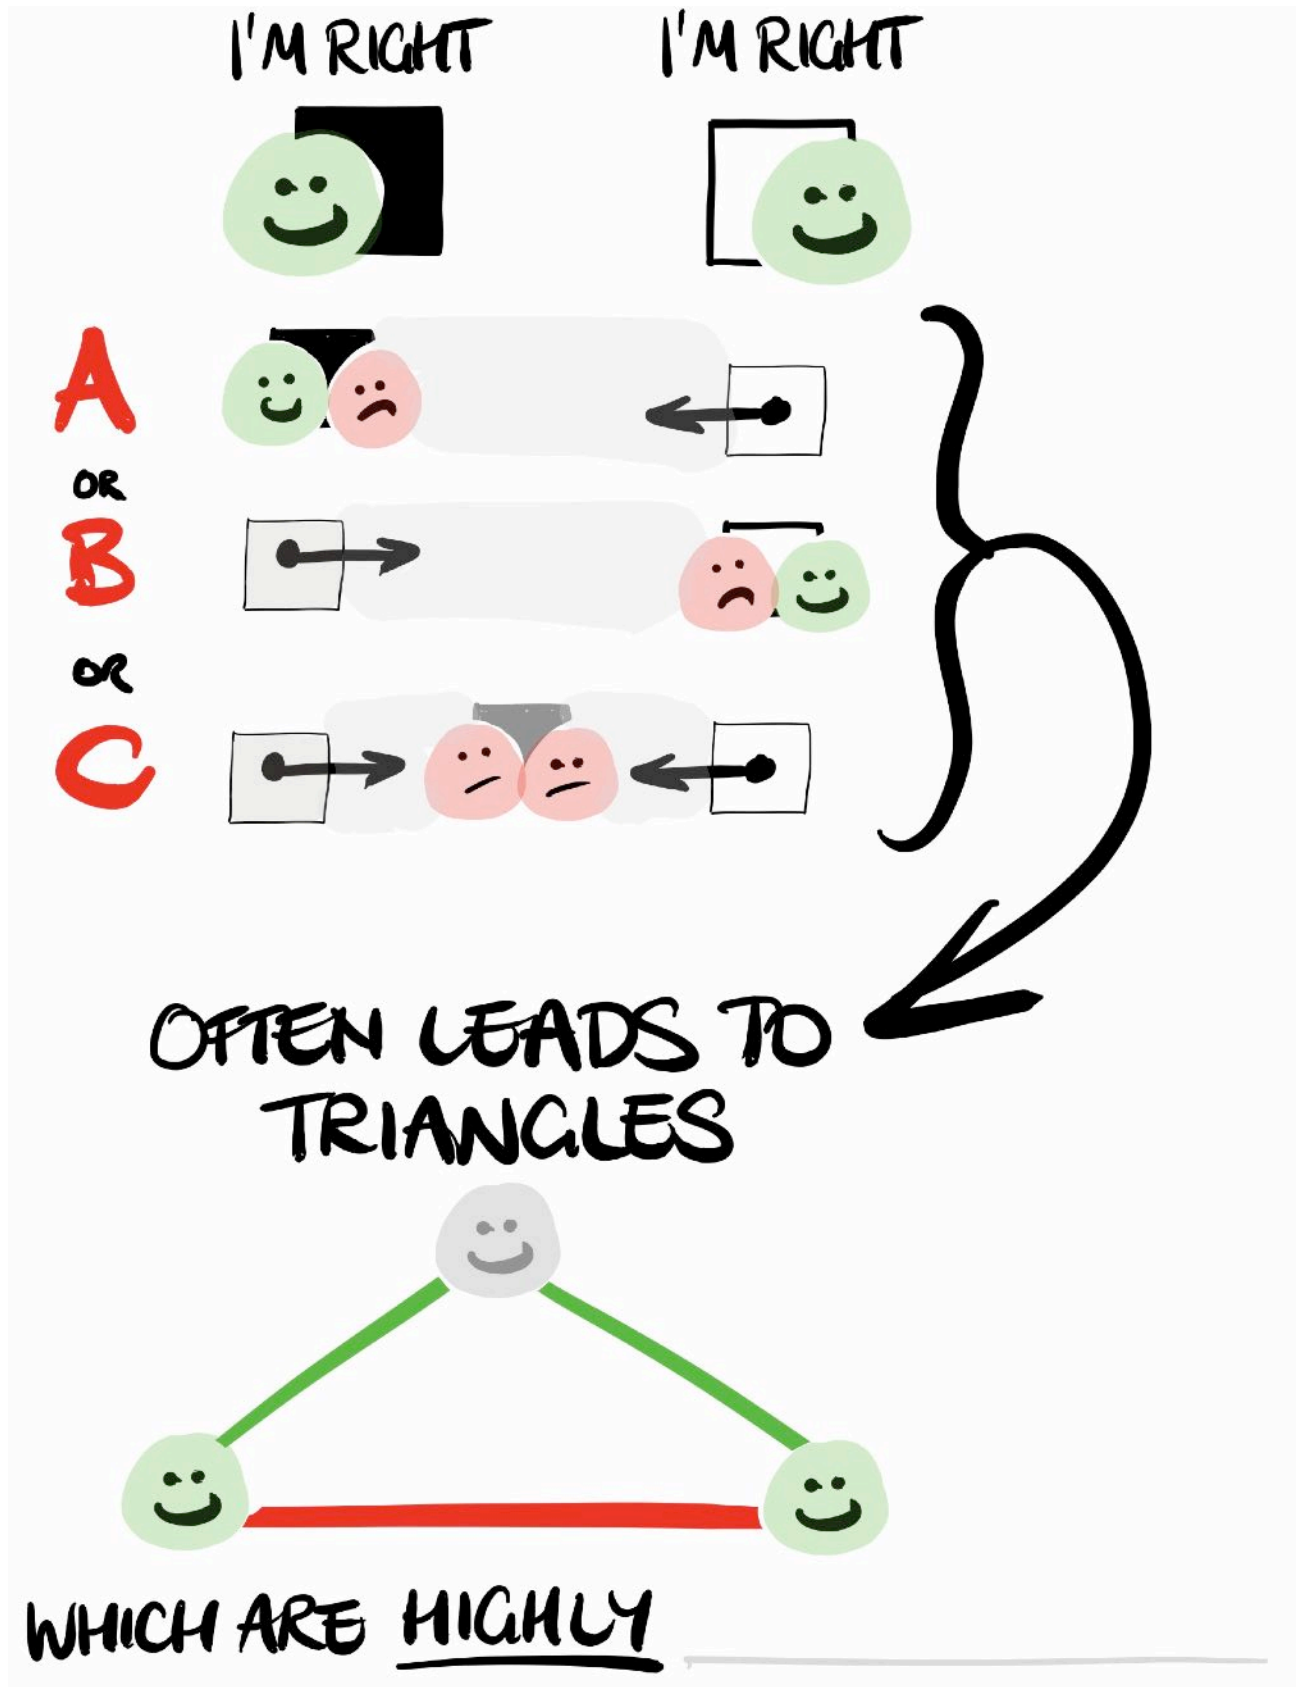 I'M RIGHT I'M RIGHT
A
OR
B
OR
C
OFTEN LEADS TO
TRIANGLES
WHICH ARE HIGHLY